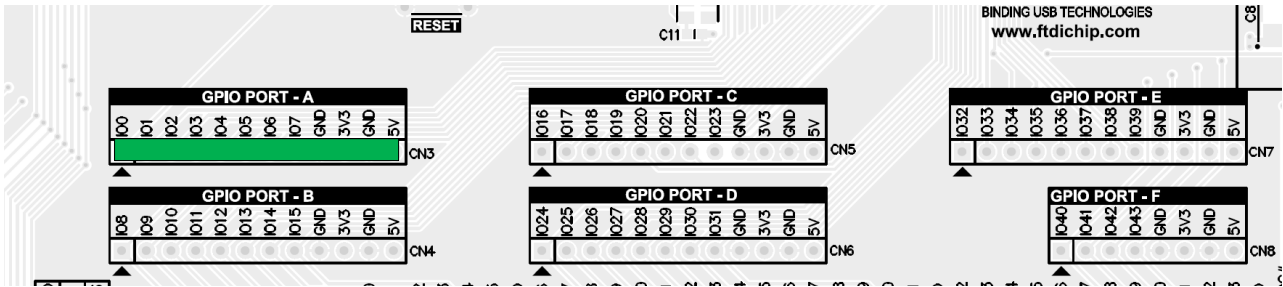 BINDING USB TECHNOLOGIES
www.ftdichip.com
RESET
C11
C8
GPIO PORT - A
IO0 IO1 IO2 IO3 IO4 IO5 IO6 IO7 GND 3V3 GND 5V
CN3
GPIO PORT - C
IO16 IO17 IO18 IO19 IO20 IO21 IO22 IO23 GND 3V3 GND 5V
CN5
GPIO PORT - E
IO32 IO33 IO34 IO35 IO36 IO37 IO38 IO39 GND GND 3V3 5V
CN7
GPIO PORT - B
IO8 IO9 IO10 IO11 IO12 IO13 IO14 IO15 GND 3V3 GND 5V
CN4
GPIO PORT - D
IO24 IO25 IO26 IO27 IO28 IO29 IO30 IO31 GND 3V3 GND 5V
CN6
GPIO PORT - F
IO40 IO41 IO42 IO43 GND 3V3 GND 5V
CN8